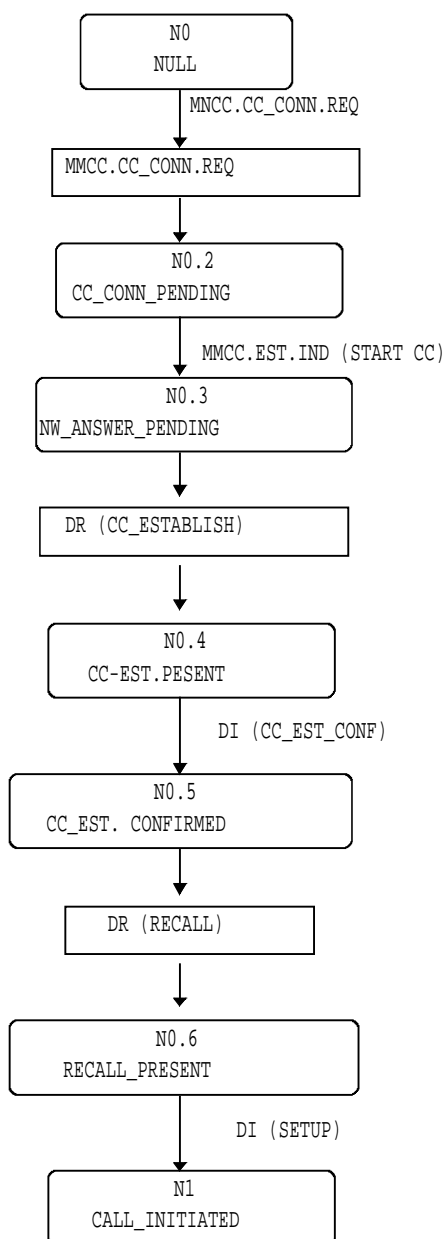 N0
NULL
MNCC.CC_CONN.REQ
MMCC.CC_CONN.REQ
N0.2
CC_CONN_PENDING
MMCC.EST.IND (START CC)
N0.3
NW_ANSWER_PENDING
DR (CC_ESTABLISH)
N0.4
CC-EST.PESENT
DI (CC_EST_CONF)
N0.5
CC_EST. CONFIRMED
DR (RECALL)
N0.6
RECALL_PRESENT
DI (SETUP)
N1
CALL_INITIATED